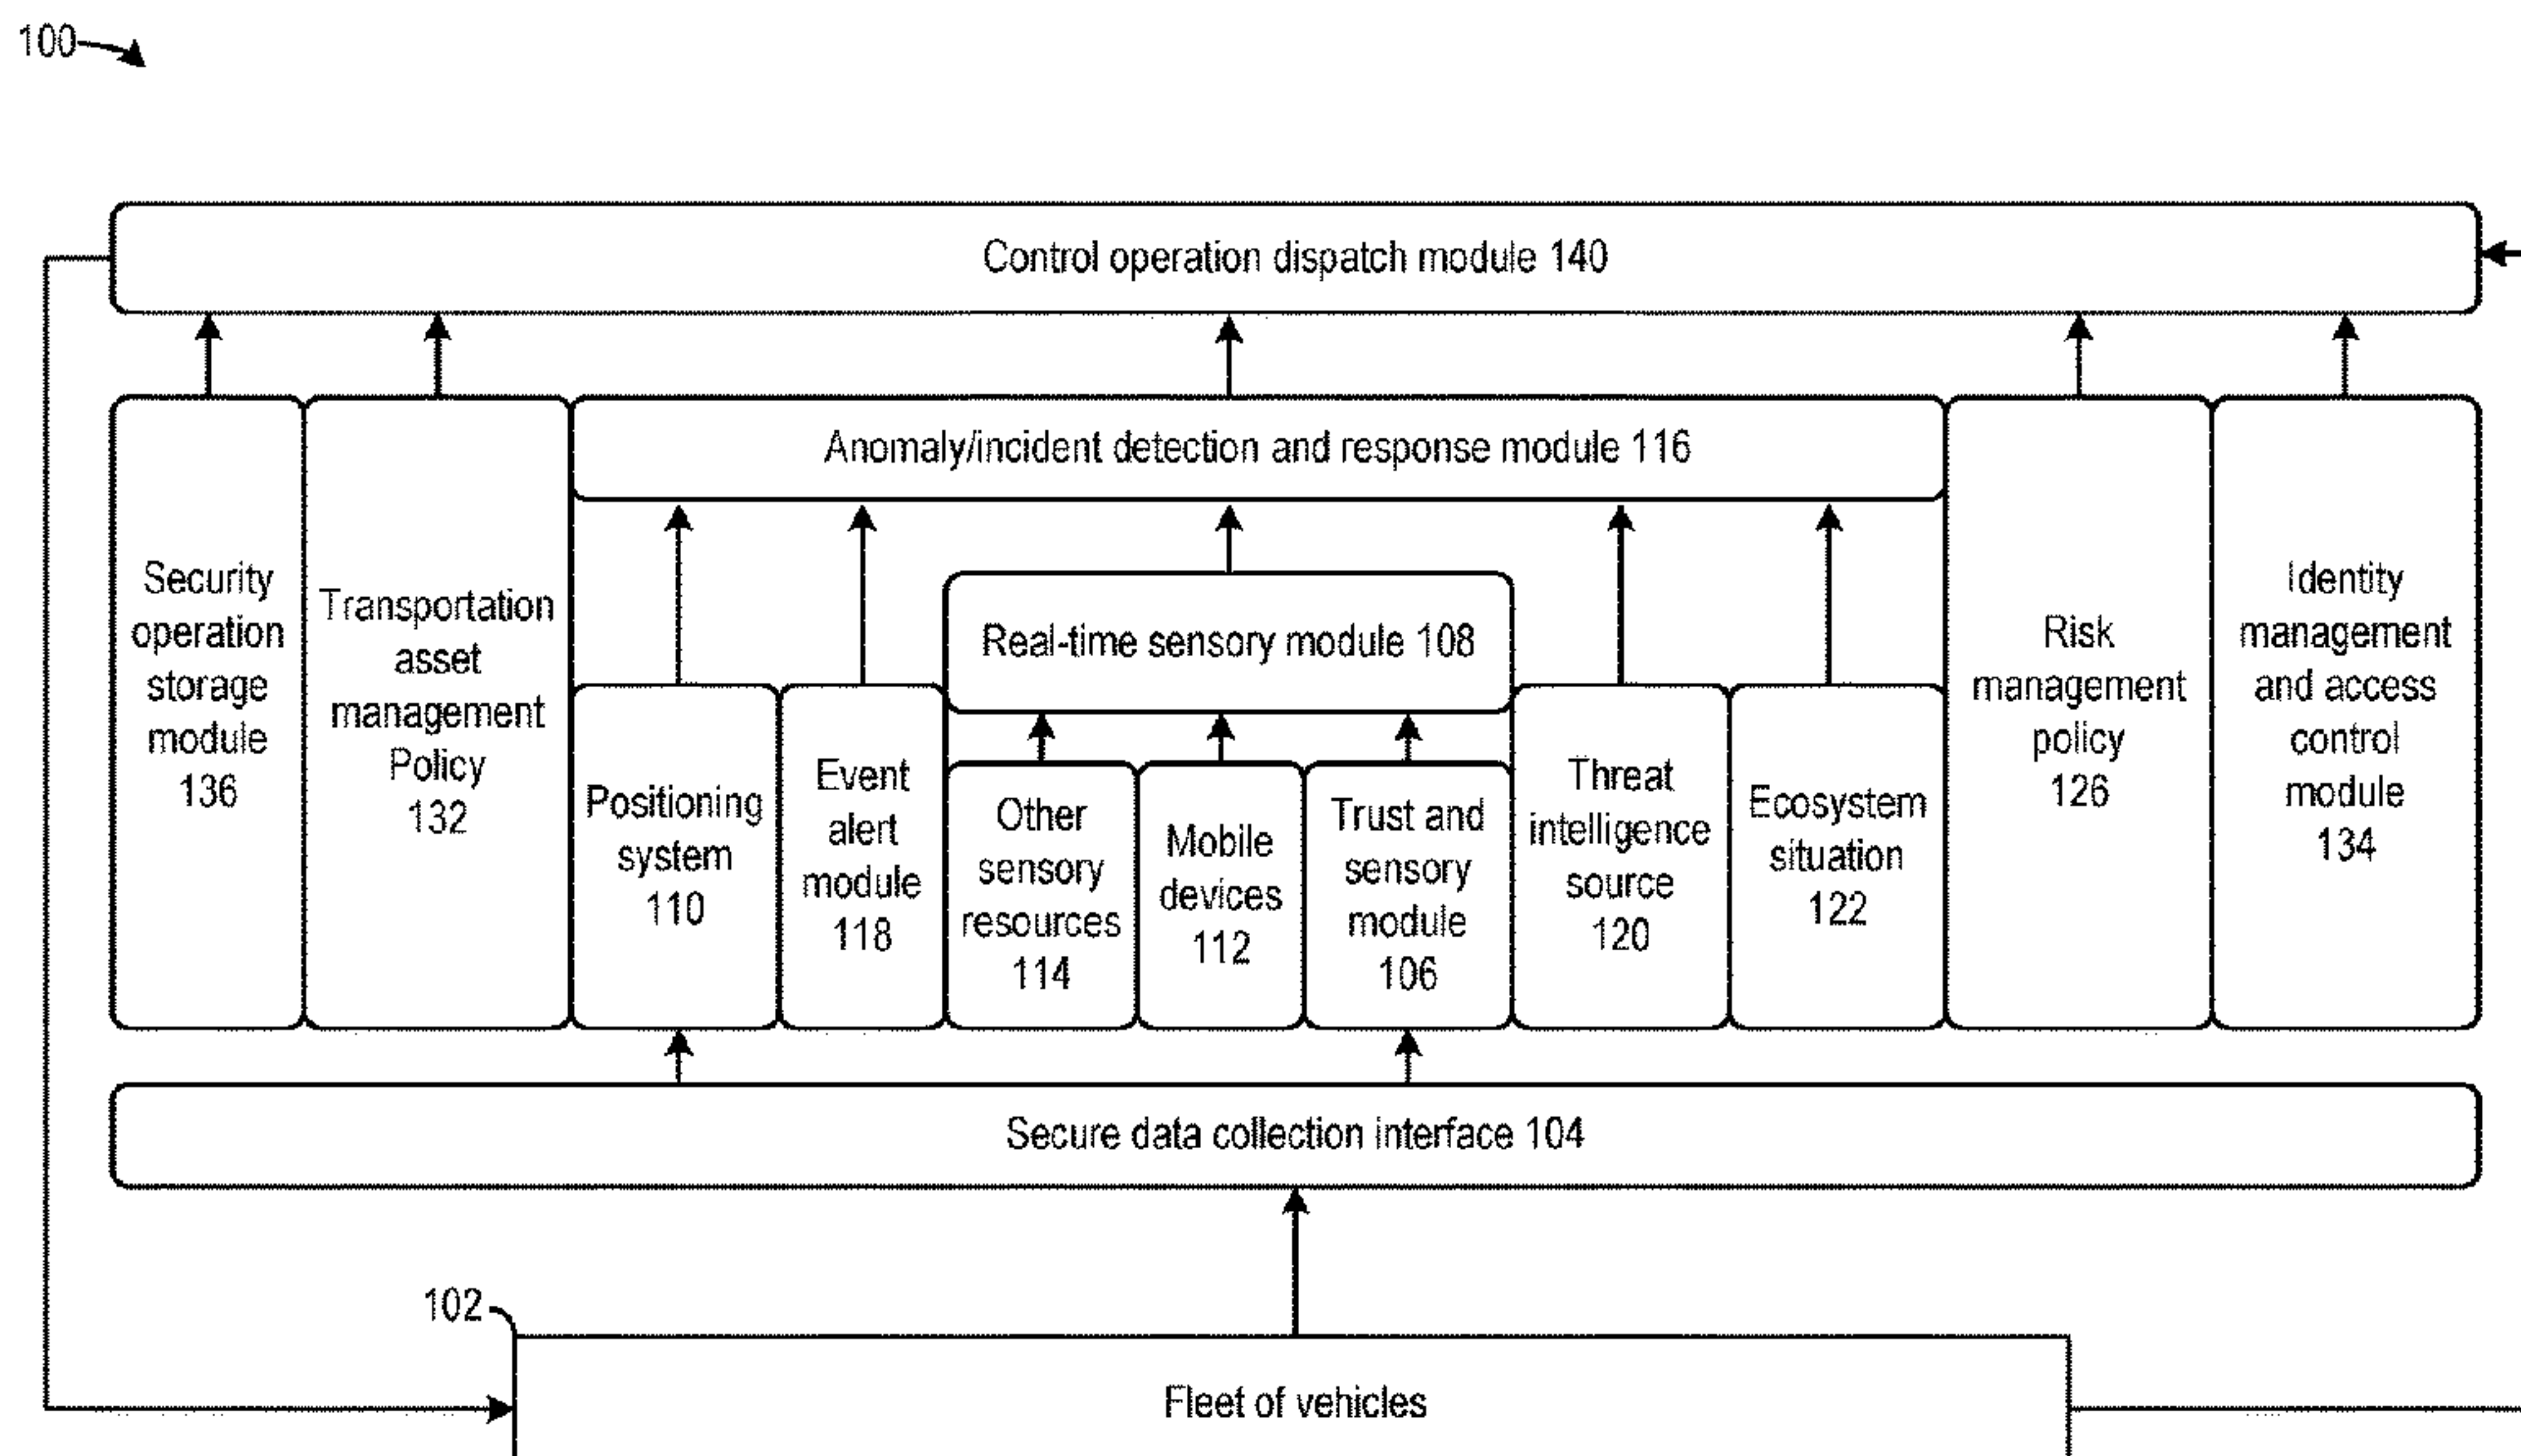 100
Control operation dispatch module 140
Anomaly/incident detection and response module 116
Security
operation
storage
module
136
Transportation
asset
management
Policy
132
Positioning
system
110
Event
alert
module
118
Real-time sensory module 108
Other
sensory
resources
114
Mobile
devices
112
Trust and
sensory
module
106
Threat
intelligence
source
120
Ecosystem
situation
122
Risk
management
policy
126
Identity
management
and access
control
module
134
Secure data collection interface 104
102
Fleet of vehicles